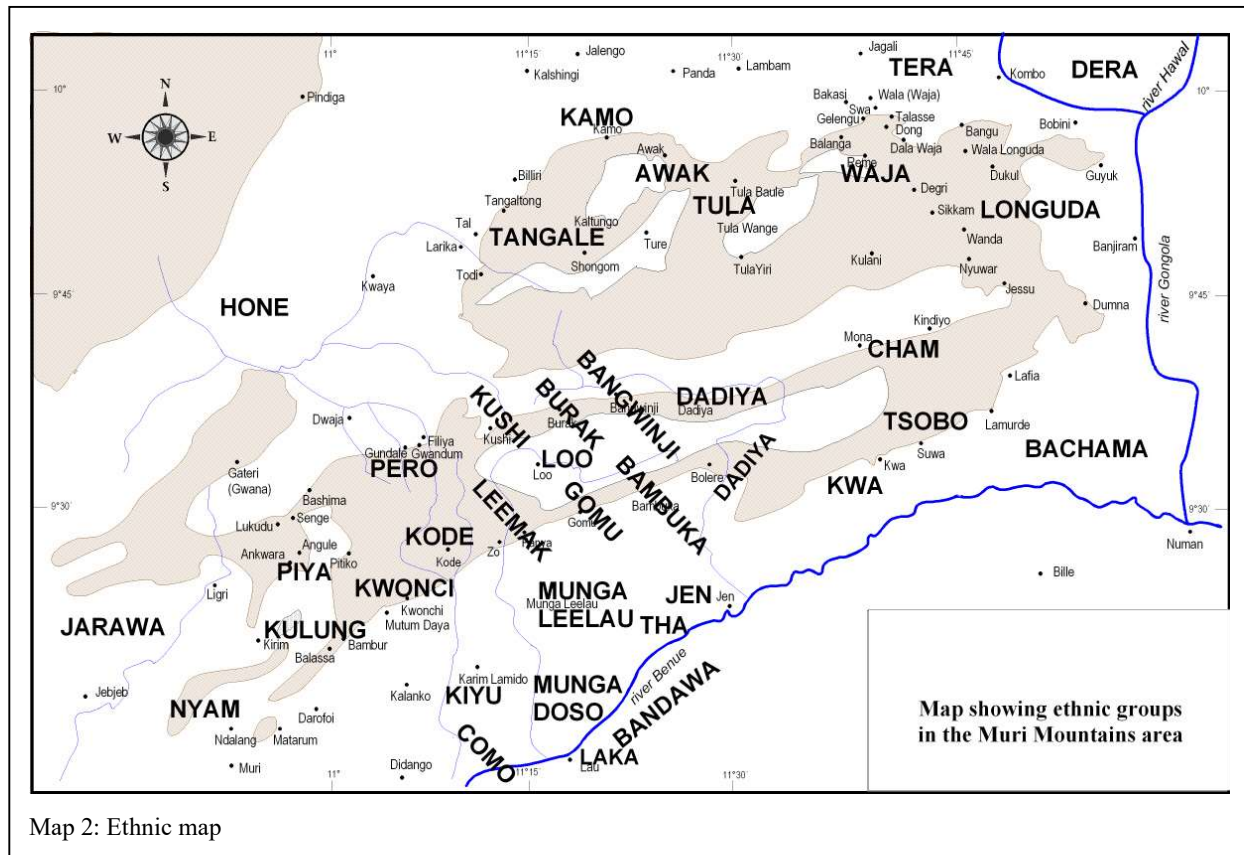 11°
11°15
11°30
11°45
10°
10°
9°45'
9°45
9°30
9°30
11°
11°15
11°30
N
W
E
S
Jalengo
Kalshingi
Panda
Lambam
Jagali
TERA
Kombo
DERA
river Hawal
Pindiga
KAMO
Kamo
Bakasi
Wala (Waja)
Swa
Gelengu
Talasse
Dong
Balanga
Dala Waja
Bangu
Bobini
Wala Longuda
Awak
AWAK
Reme
WAJA
Dukul
Guyuk
Billiri
Tula Baule
Degri
Tangaltong
TULA
Sikkam
LONGUDA
Kaltungo
Tula Wange
Tal
TANGALE
Ture
Wanda
Banjiram
Larika
Shongom
TulaYiri
Kulani
Nyuwar
river Gongola
Todi
Kwaya
Jessu
HONE
Dumna
Kindiyo
Mona
CHAM
BANGWINJI
Lafia
BURAK
DADIYA
KUSHI
Bangwinji
Dadiya
Dwaja
Burak
TSOBO
Lamurde
Kushi
Filiya
Gundale
Gwandum
BACHAMA
Suwa
PERO
LOO
Loo
BAMBUKA
DADIYA
Kwa
Gateri
(Gwana)
Bolere
KWA
Bashima
LEEMAK
GOMU
Bambuka
Senge
Lukudu
Gomu
KODE
Numan
Angule
Zo
Ankwara
Pitiko
Kode
PIYA
Bille
Ligri
KWONCI
MUNGA
LEELAU
JEN
Jen
Kwonchi
Munga Leelau
Mutum Daya
JARAWA
KULUNG
THA
Kirim
Bambur
Balassa
river Benue
Karim Lamido
Jebjeb
Kalanko
KIYU
MUNGA
DOSO
BANDAWA
NYAM
Darofoi
Ndalang
Matarum
COMO
Muri
Didango
LAKA
Lau
Map showing ethnic groups
in the Muri Mountains area
Map 2: Ethnic map